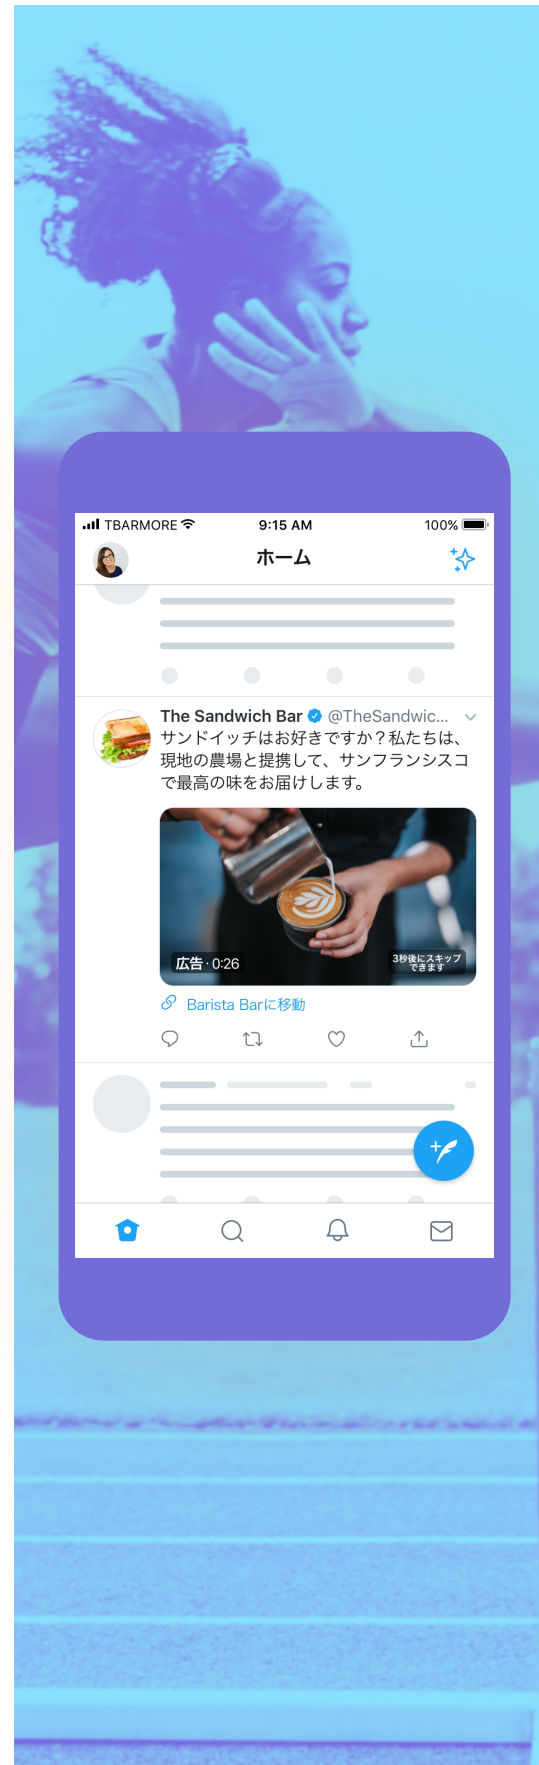 TBARMORE 9:15 AM 100%
ホーム
The Sandwich Bar @TheSandwic...
サンドイッチはお好きですか？私たちは、
現地の農場と提携して、サンフランシスコ
で最高の味をお届けします。
広告 · 0:26
3秒後にスキップ
できます
Barista Barに移動